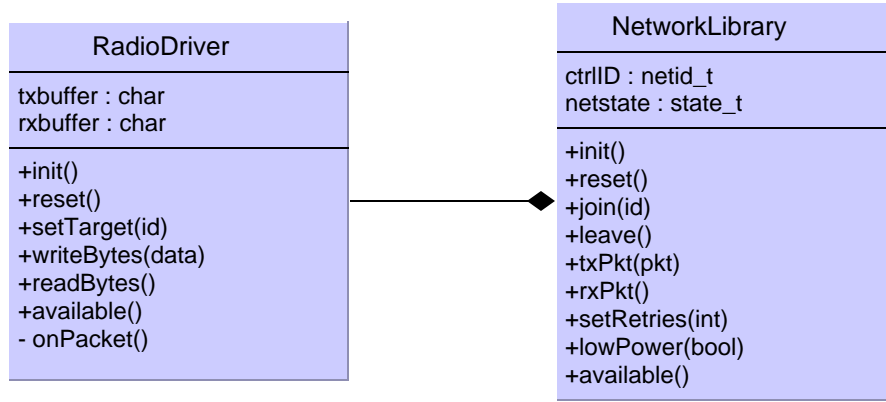 RadioDriver
txbuffer : char
rxbuffer : char
+init()
+reset()
+setTarget(id)
+writeBytes(data)
+readBytes()
+available()
- onPacket()
NetworkLibrary
ctrlID : netid_t
netstate : state_t
+init()
+reset()
+join(id)
+leave()
+txPkt(pkt)
+rxPkt()
+setRetries(int)
+lowPower(bool)
+available()